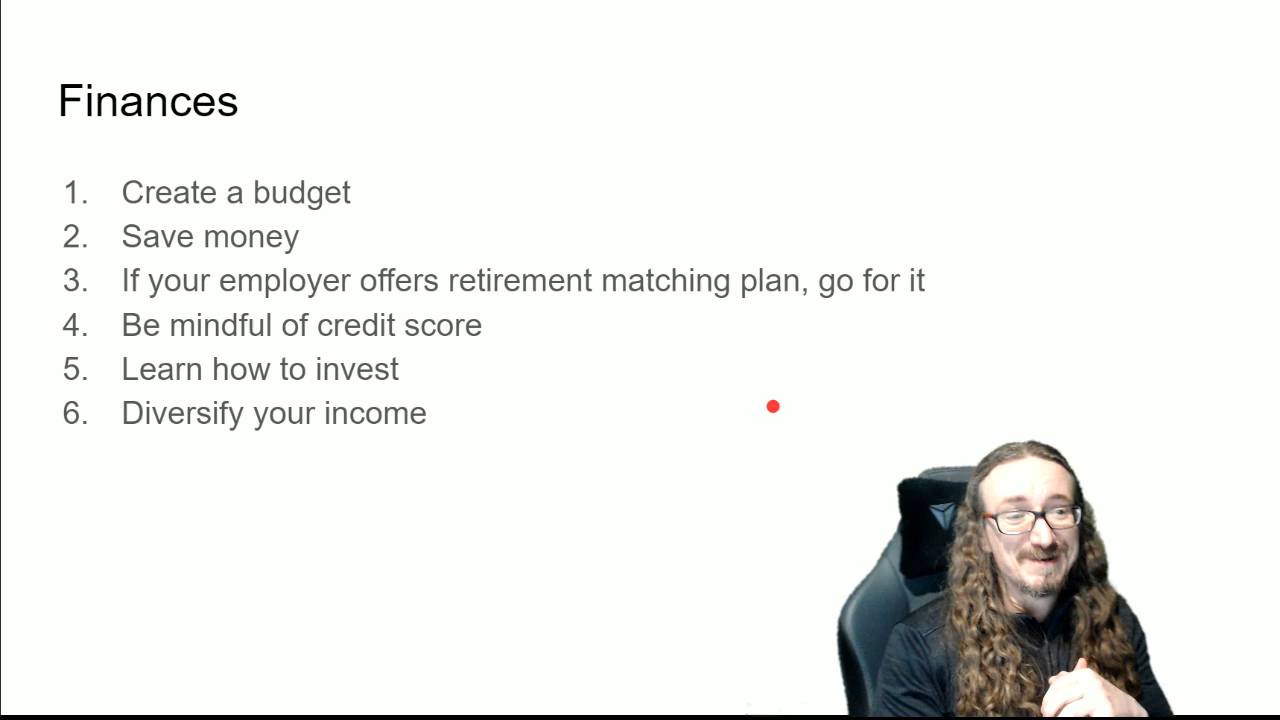 Finances
1. Create a budget
2. Save money
3. If your employer offers retirement matching plan, go for it
4. Be mindful of credit score
5. Learn how to invest
6. Diversify your income